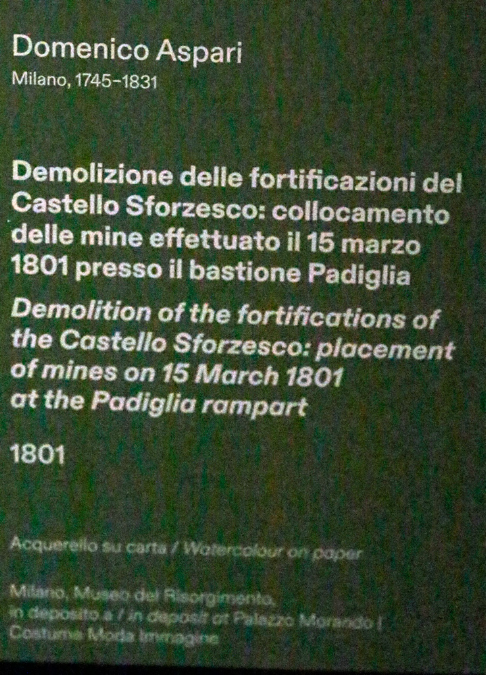 Domenico Aspari
Milano, 1745–1831
Demolizione delle fortificazioni del
Castello Sforzesco: collocamento
delle mine effettuato il 15 marzo
1801 presso il bastione Padiglia
Demolition of the fortifications of
the Castello Sforzesco: placement
of mines on 15 March 1801
at the Padiglia rampart
1801
Acquerello su carta / Watercolour on paper
Milano, Museo del Risorgimento,
in deposito a / in deposit at Palazzo Morando |
Costume Moda Immagine